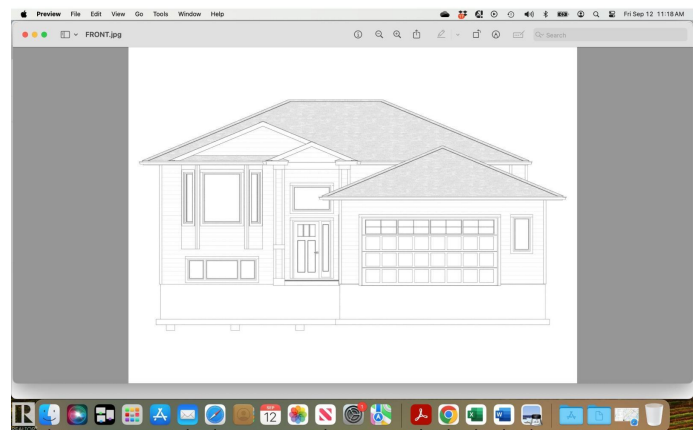 Preview File Edit View Go Tools Window Help
Fri Sep 12 11:18 AM
FRONT.jpg
Search
SEP
12